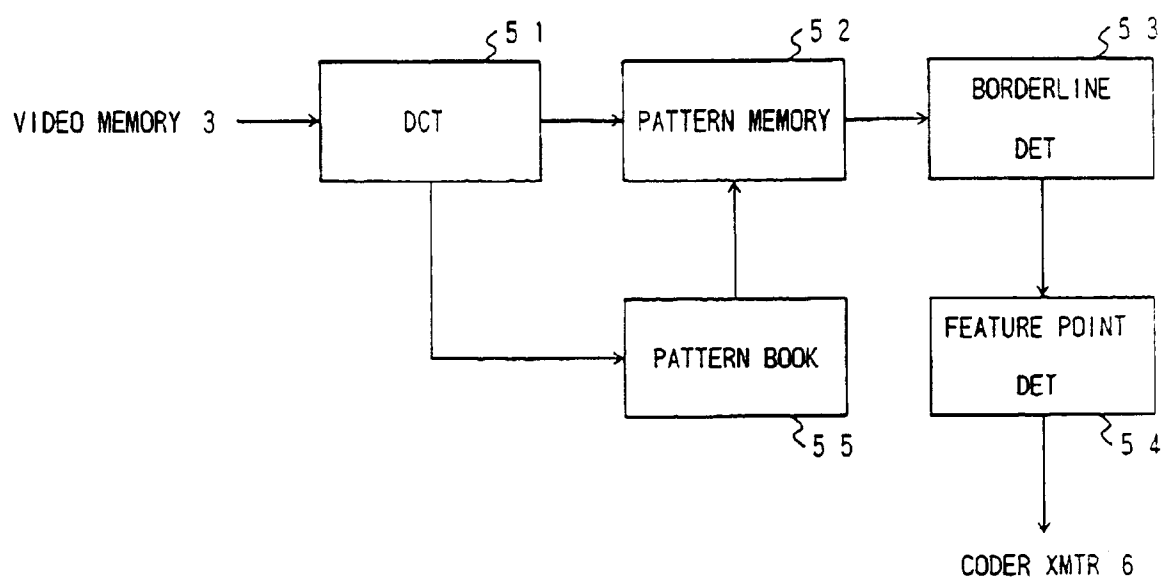 5 1
5 2
5 3
VIDEO MEMORY 3
DCT
PATTERN MEMORY
BORDERLINE
DET
PATTERN BOOK
5 5
FEATURE POINT
DET
5 4
CODER XMTR 6